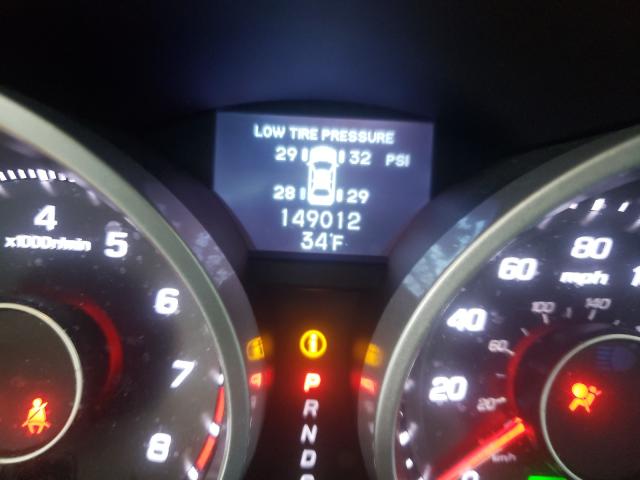 LOW TIRE PRESSURE
29 32 PSI
28 29
149012
34°F
4
x1000r/min 5
6
7
8
P
R
N
D
80
60 mph
100 140
40
60
20
20
km/h